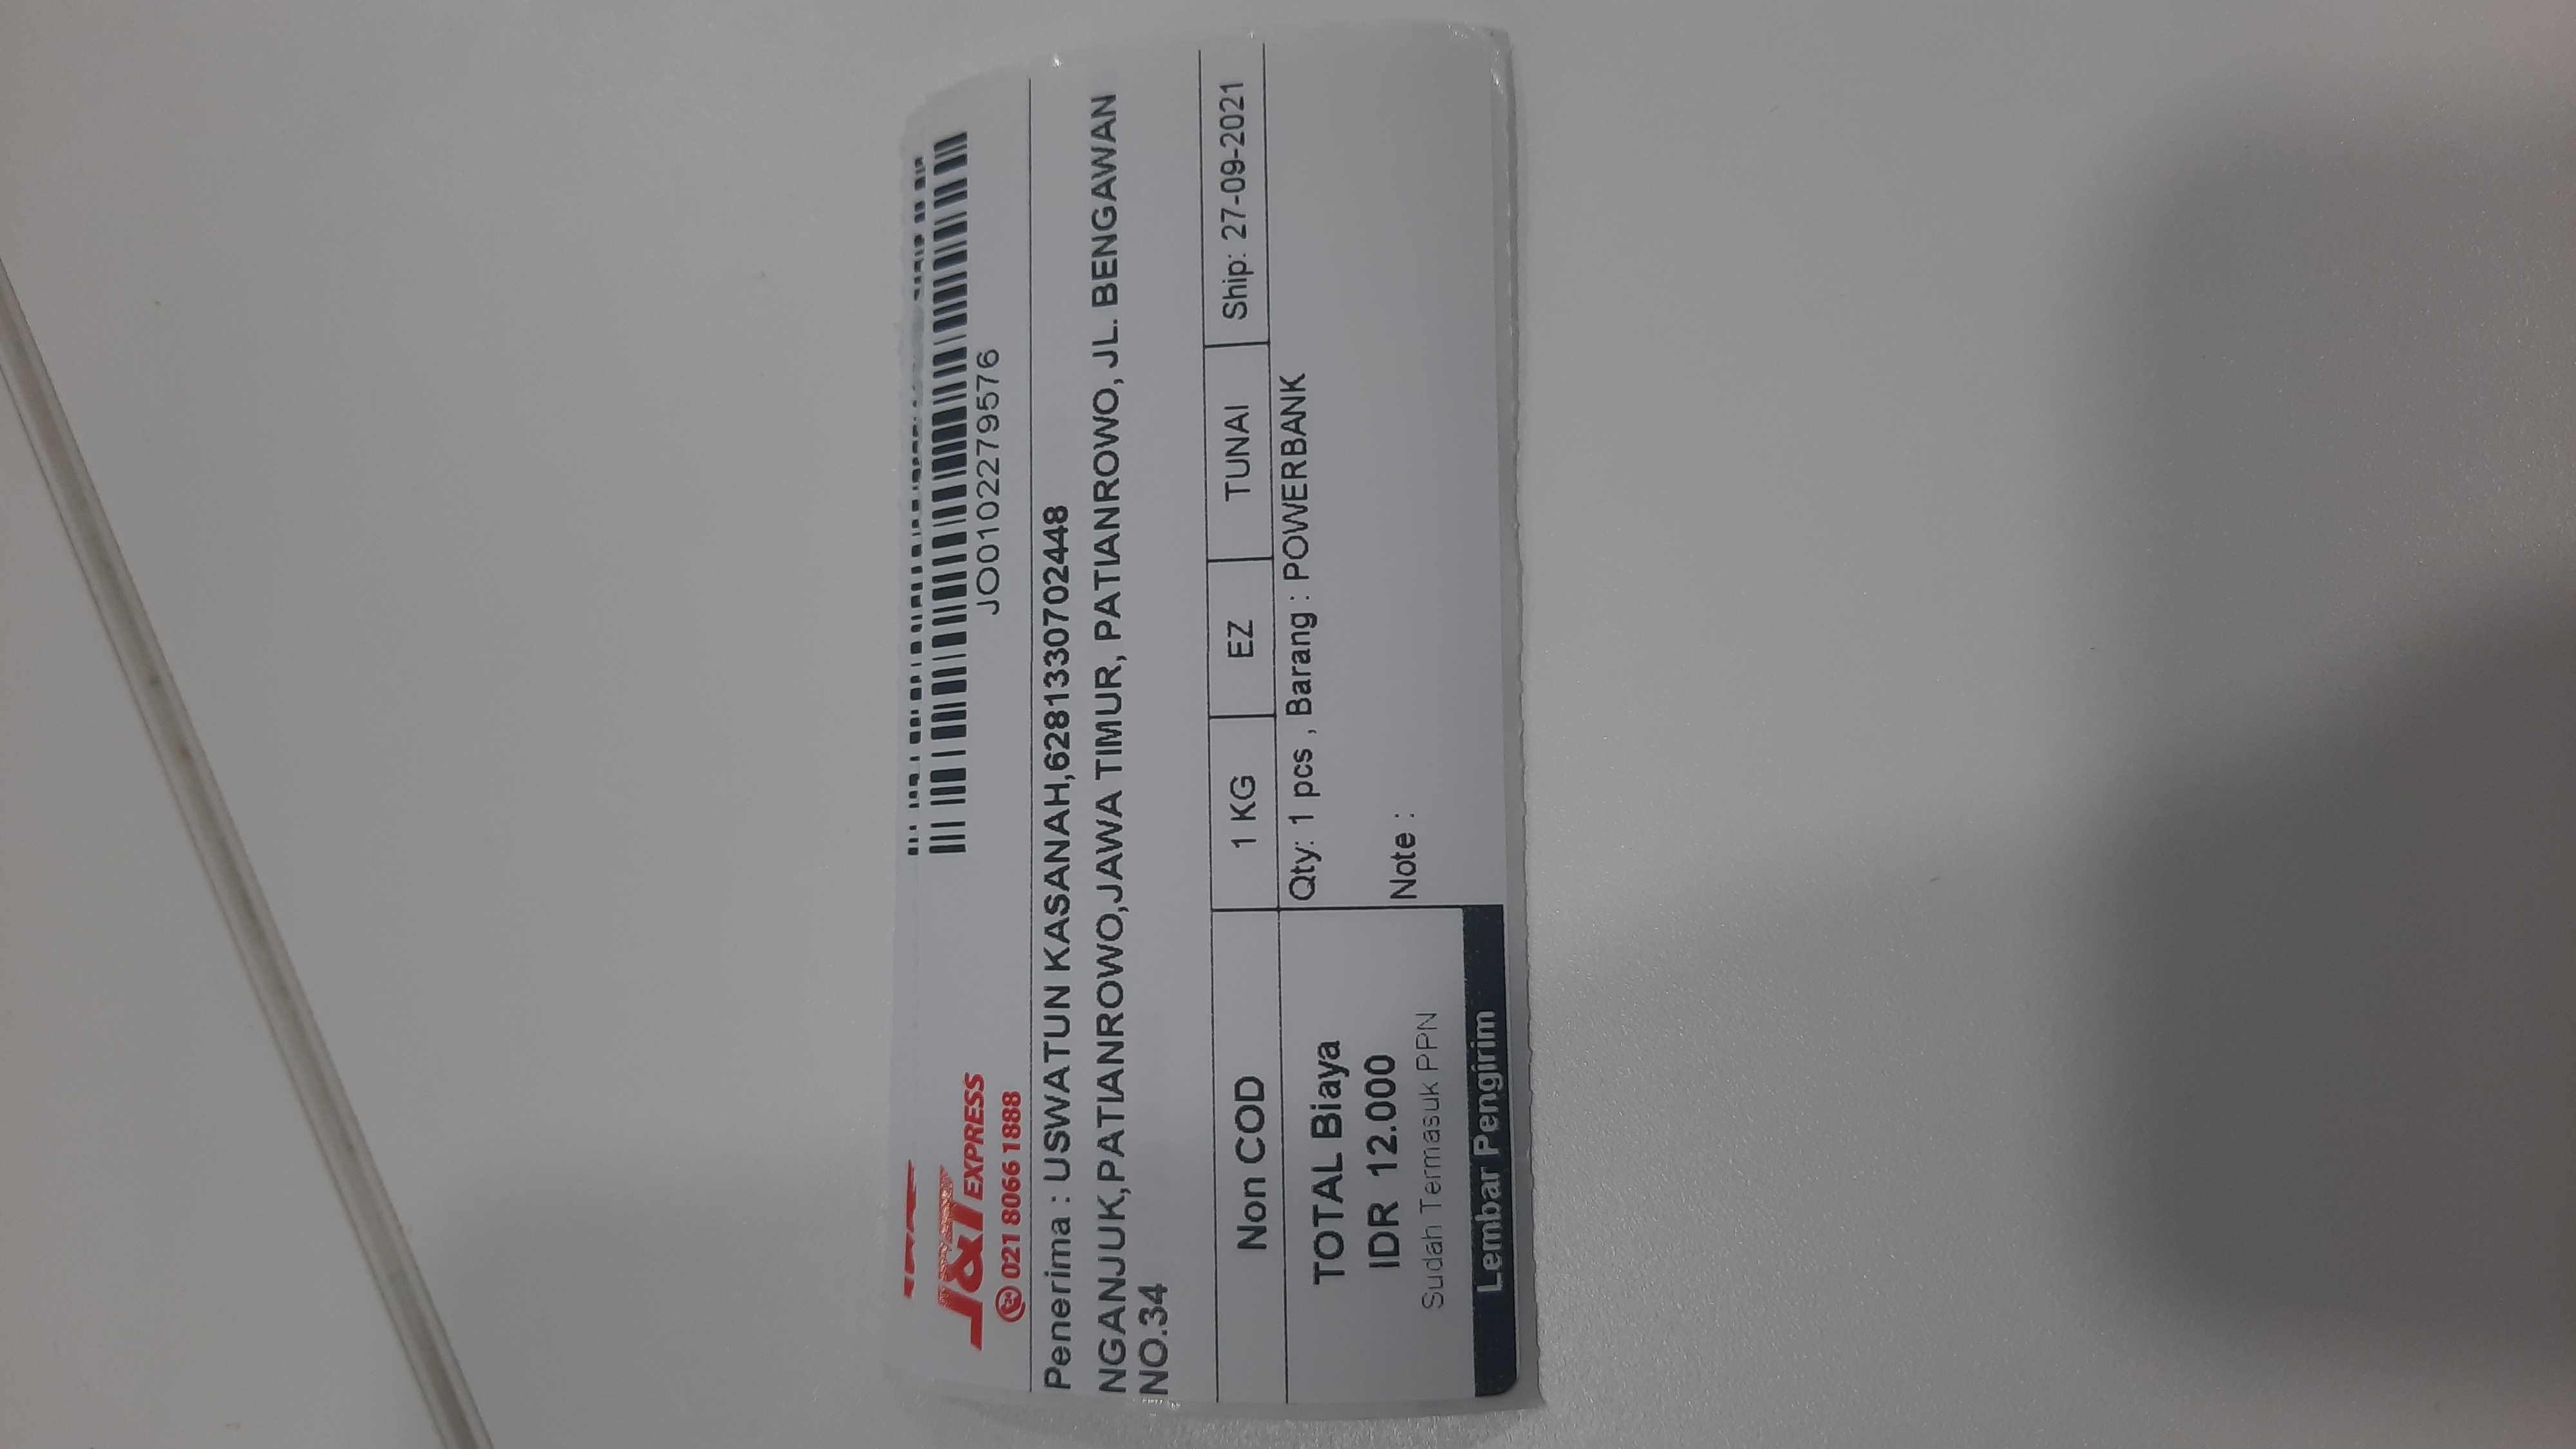 J&T EXPRESS
021 8066 1888
JO0102279576
Penerima : USWATUN KASANAH,6281330702448
NGANJUK,PATIANROWO,JAWA TIMUR, PATIANROWO, JL. BENGAWAN
NO.34
Non COD
1 KG
EZ
TUNAI
Ship: 27-09-2021
TOTAL Biaya
IDR 12.000
Sudah Termasuk PPN
Lembar Pengirim
Qty: 1 pcs , Barang : POWERBANK
Note :